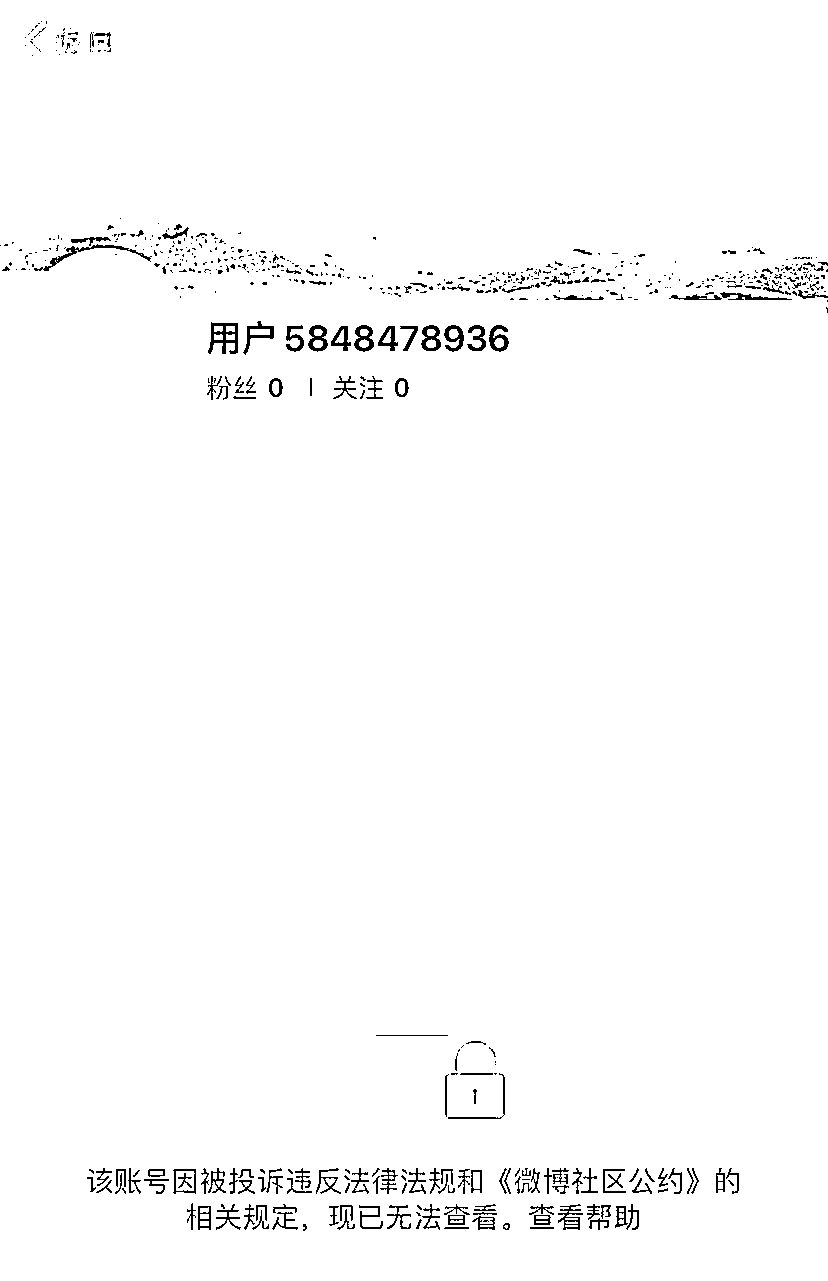 返回
用户5848478936
粉丝 0 | 关注 0
该账号因被投诉违反法律法规和《微博社区公约》的
相关规定，现已无法查看。查看帮助